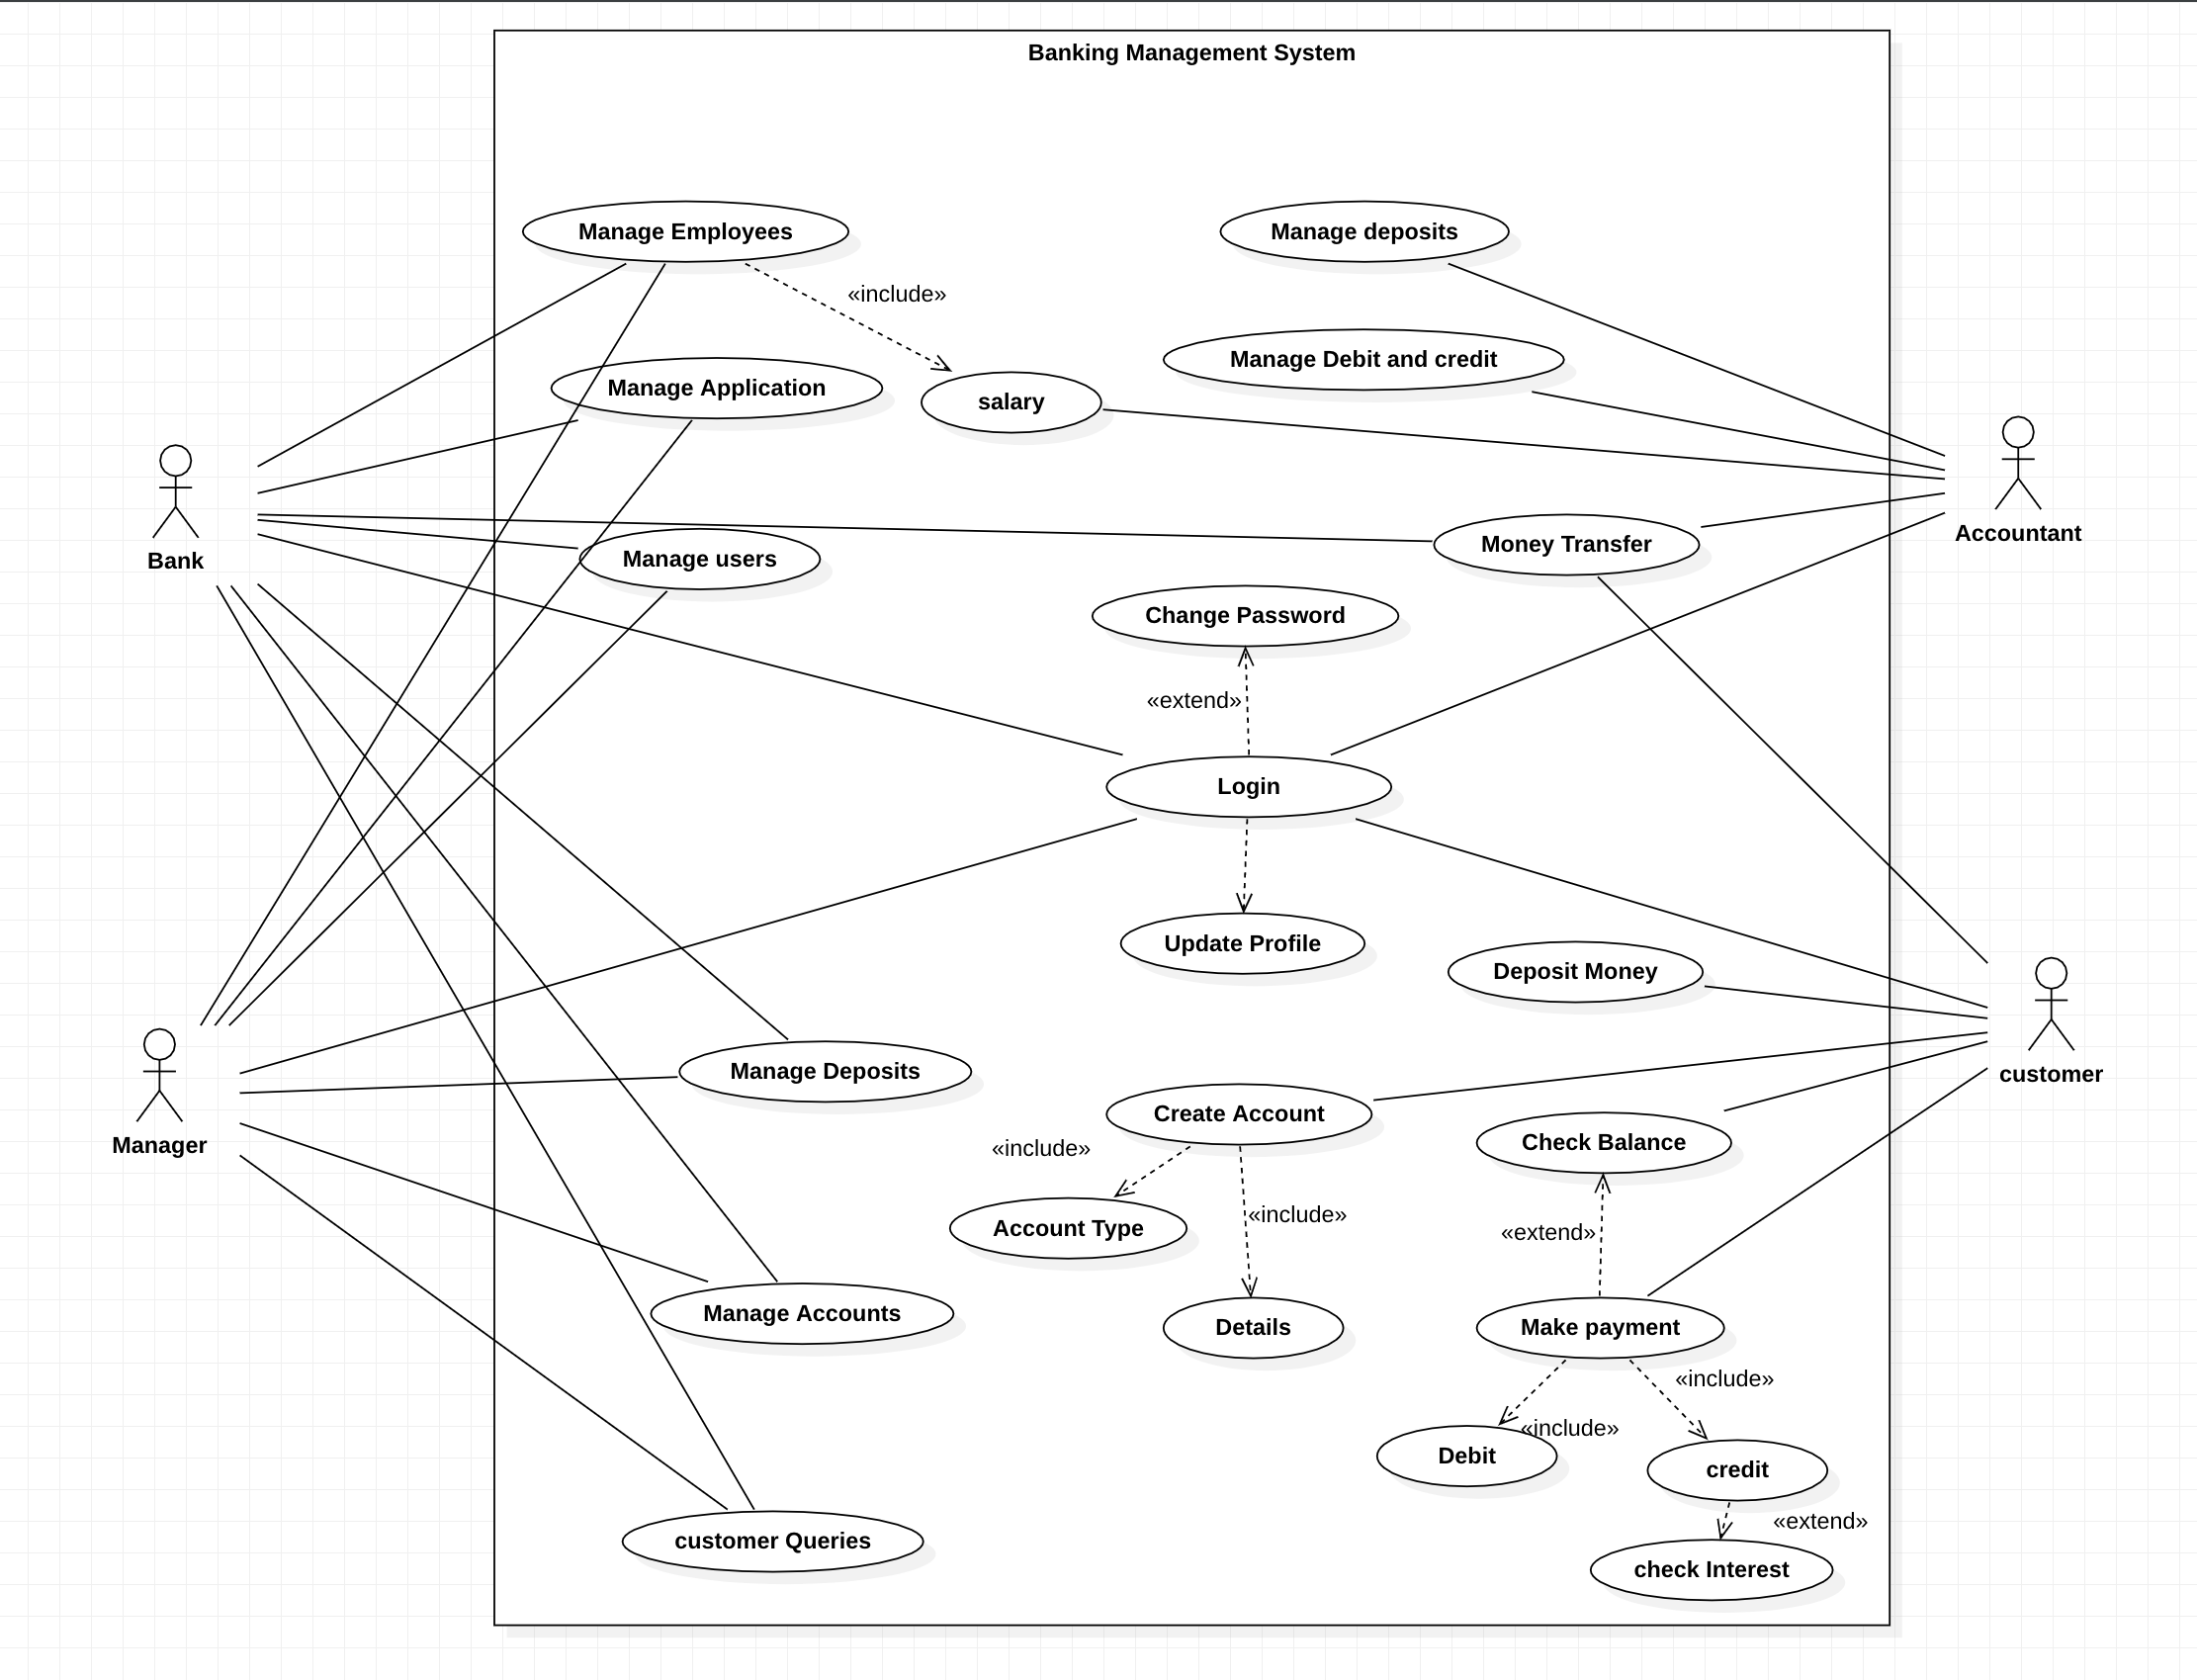 Banking Management System
Manage Employees
Manage deposits
«include»
Manage Debit and credit
Manage Application
salary
Bank
Accountant
Money Transfer
Manage users
Change Password
«extend»
Login
Update Profile
Deposit Money
Manage Deposits
customer
Create Account
Manager
«include»
Check Balance
Account Type
«include»
«extend»
Manage Accounts
Details
Make payment
«include»
«include»
Debit
credit
«extend»
customer Queries
check Interest